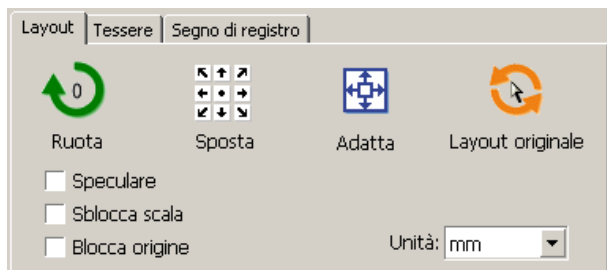 Layout Tessere Segno di registro
0
Ruota Sposta Adatta Layout originale
Speculare
Sblocca scala
Blocca origine Unità: mm